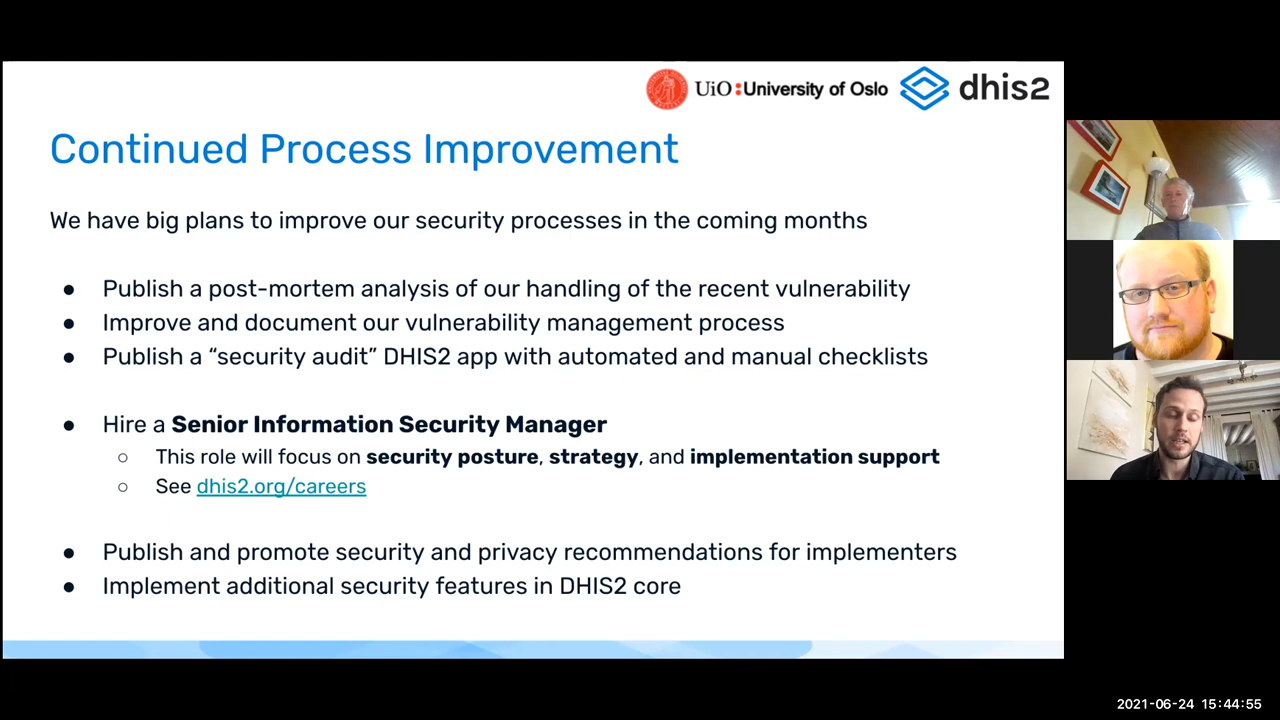 UiO:University of Oslo dhis2
Continued Process Improvement
We have big plans to improve our security processes in the coming months
● Publish a post-mortem analysis of our handling of the recent vulnerability
● Improve and document our vulnerability management process
● Publish a “security audit” DHIS2 app with automated and manual checklists
● Hire a Senior Information Security Manager
○ This role will focus on security posture, strategy, and implementation support
○ See dhis2.org/careers
● Publish and promote security and privacy recommendations for implementers
● Implement additional security features in DHIS2 core
2021-06-24 15:44:55